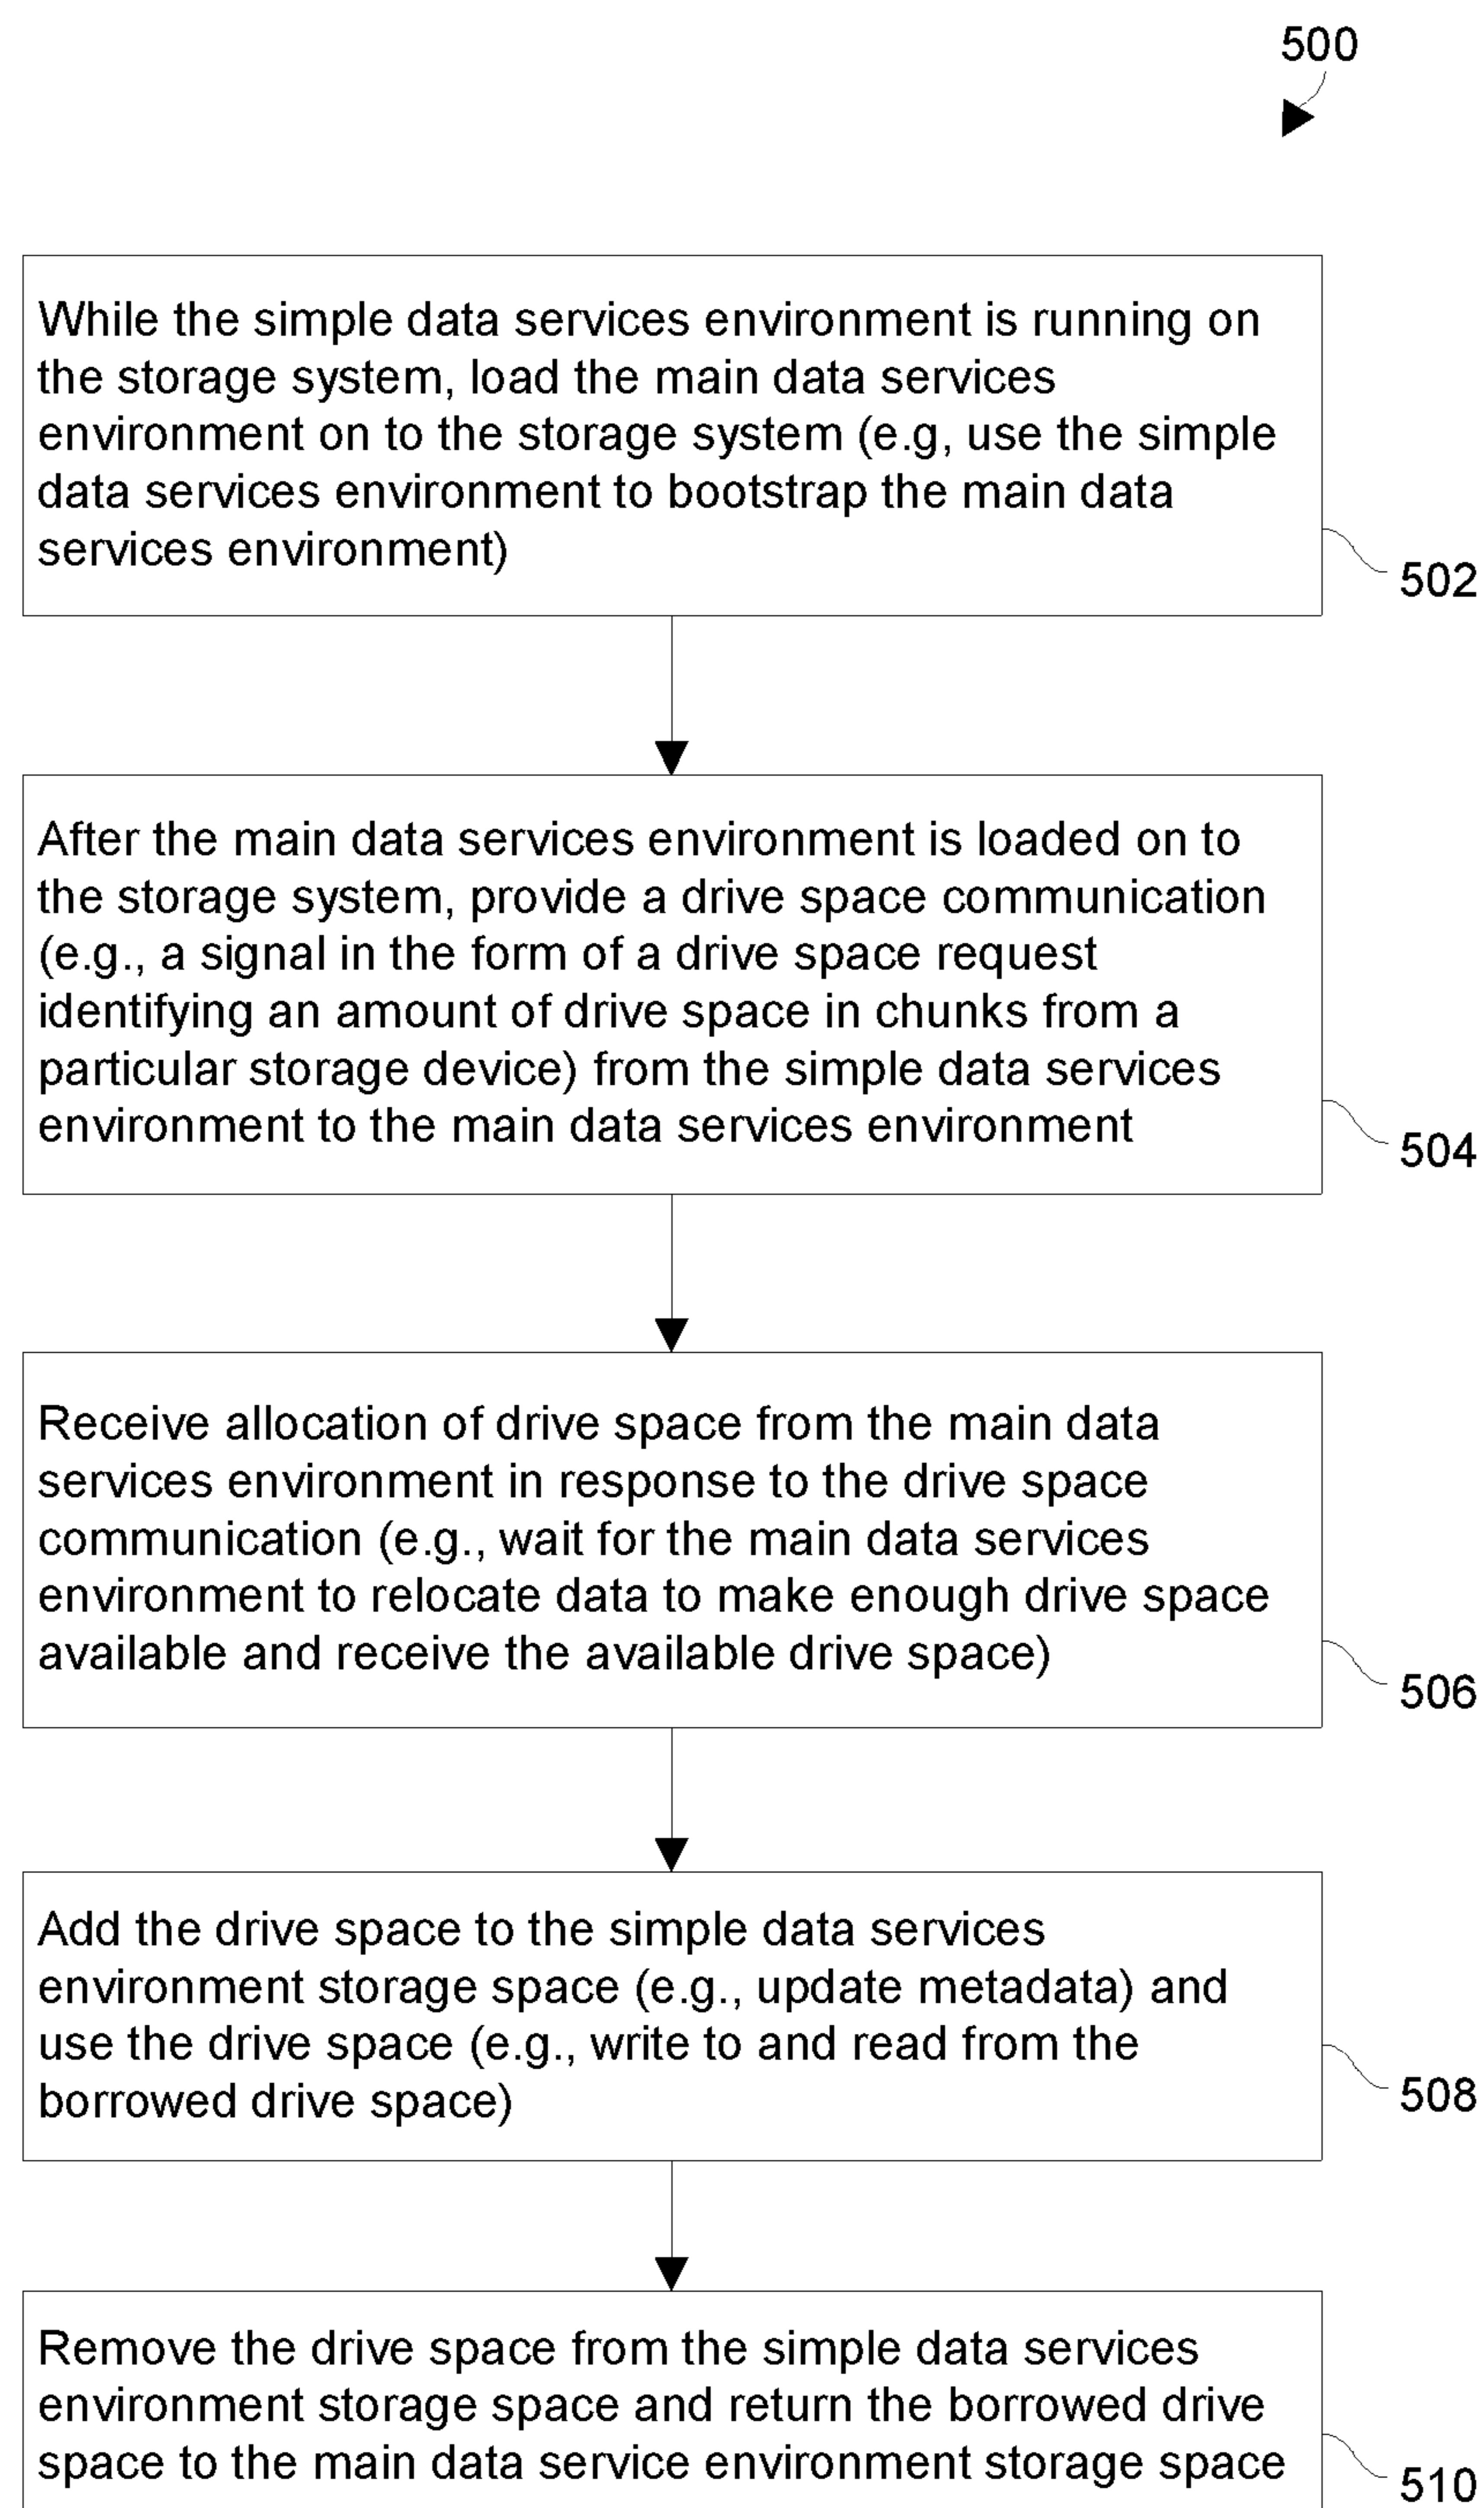 500
While the simple data services environment is running on
the storage system, load the main data services
environment on to the storage system (e.g, use the simple
data services environment to bootstrap the main data
services environment)
502
After the main data services environment is loaded on to
the storage system, provide a drive space communication
(e.g., a signal in the form of a drive space request
identifying an amount of drive space in chunks from a
particular storage device) from the simple data services
environment to the main data services environment
504
Receive allocation of drive space from the main data
services environment in response to the drive space
communication (e.g., wait for the main data services
environment to relocate data to make enough drive space
available and receive the available drive space)
506
Add the drive space to the simple data services
environment storage space (e.g., update metadata) and
use the drive space (e.g., write to and read from the
borrowed drive space)
508
Remove the drive space from the simple data services
environment storage space and return the borrowed drive
space to the main data service environment storage space
510